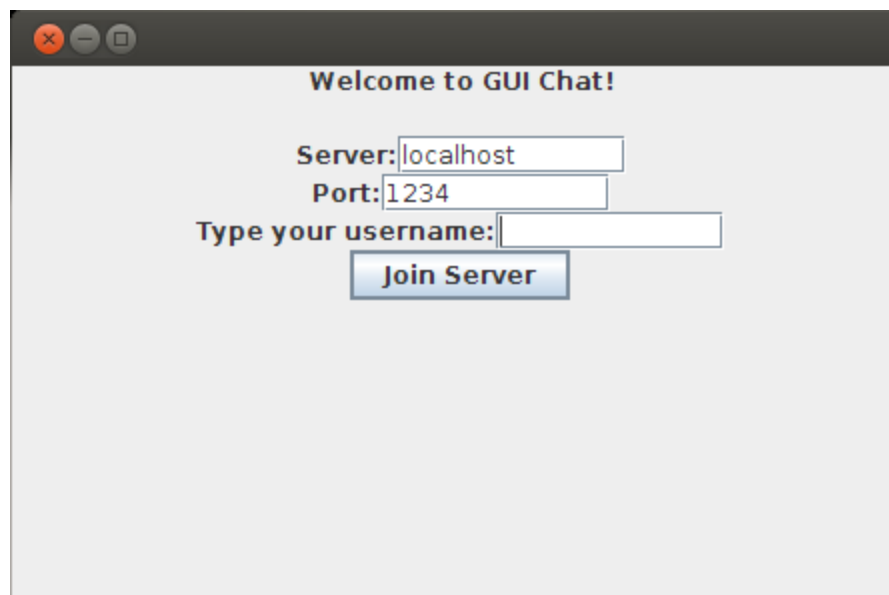 Welcome to GUI Chat!
Server: localhost
Port: 1234
Type your username:
Join Server